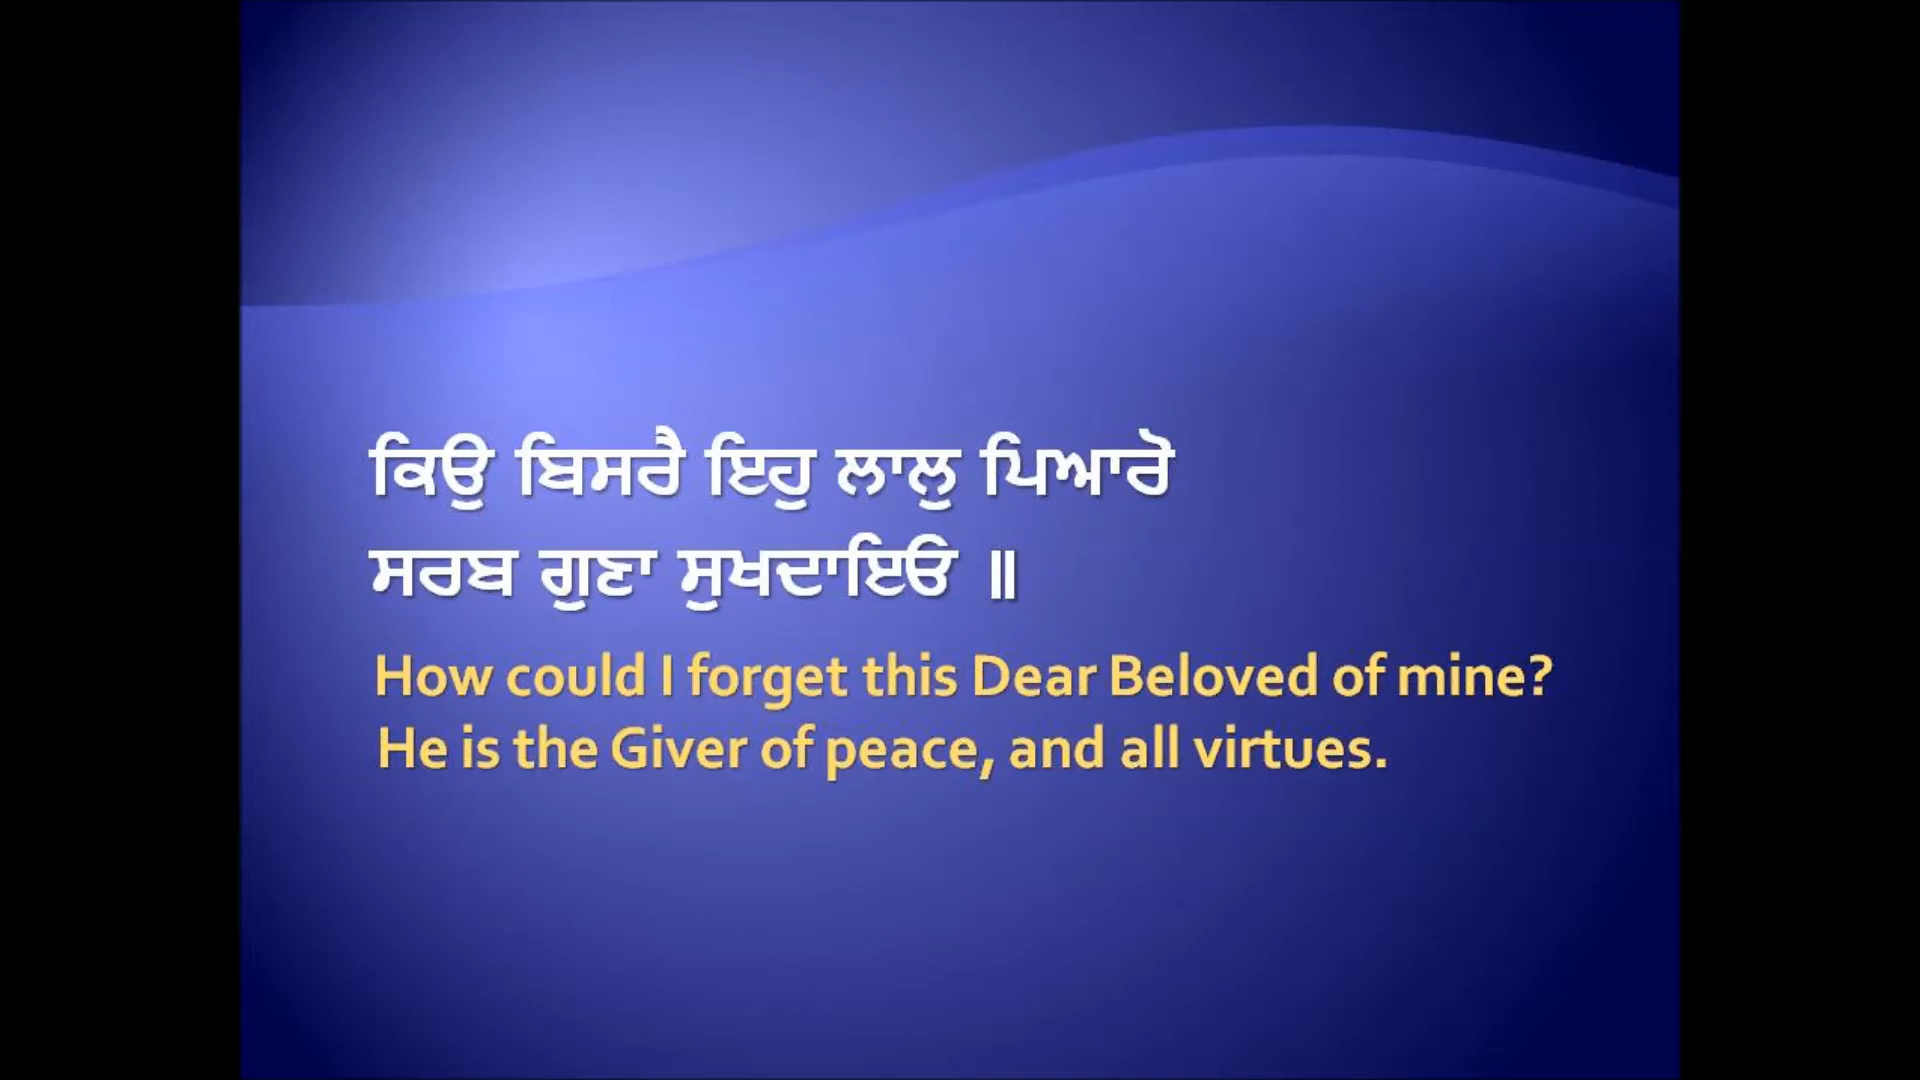 ਕਿਉ ਬਿਸਰੈ ਇਹੁ ਲਾਲੁ ਪਿਆਰੋ
ਸਰਬ ਗੁਣਾ ਸੁਖਦਾਇਓ ॥
How could I forget this Dear Beloved of mine?
He is the Giver of peace, and all virtues.